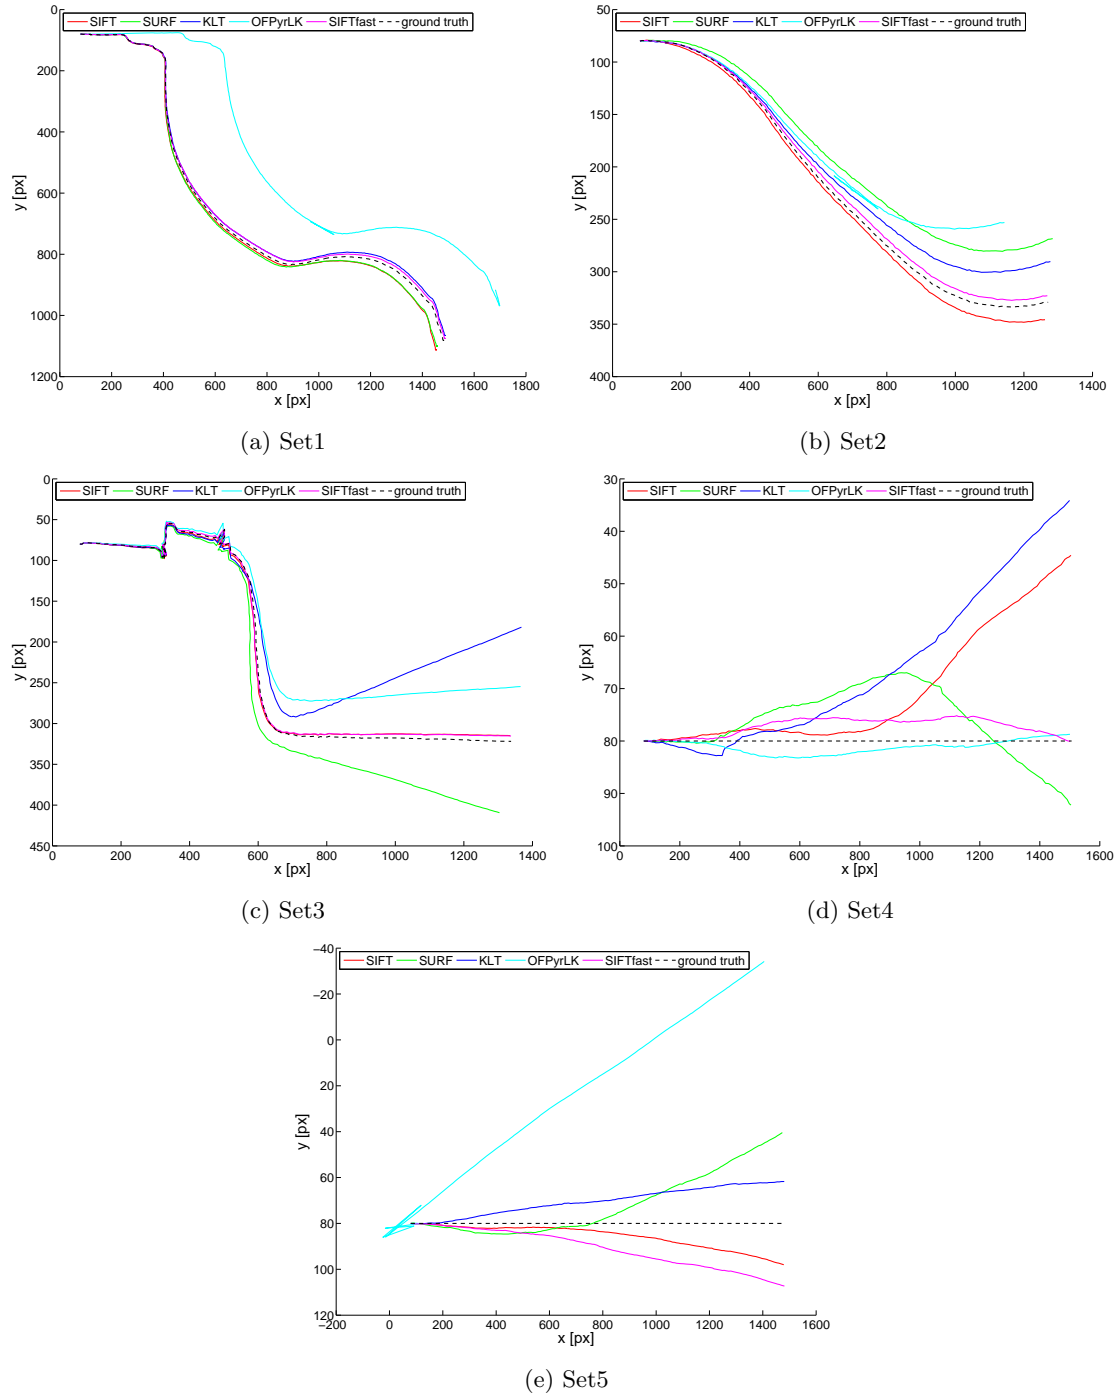 SIFT SURF KLT OFPyrLK SIFTfast ground truth
0
200
400
600
800
1000
1200
y [px]
0 200 400 600 800 1000 1200 1400 1600 1800
x [px]
(a) Set1
SIFT SURF KLT OFPyrLK SIFTfast ground truth
50
100
150
200
250
300
350
400
y [px]
0 200 400 600 800 1000 1200 1400
x [px]
(b) Set2
SIFT SURF KLT OFPyrLK SIFTfast ground truth
0
50
100
150
200
250
300
350
400
450
y [px]
0 200 400 600 800 1000 1200 1400
x [px]
(c) Set3
SIFT SURF KLT OFPyrLK SIFTfast ground truth
30
40
50
60
70
80
90
100
y [px]
0 200 400 600 800 1000 1200 1400 1600
x [px]
(d) Set4
SIFT SURF KLT OFPyrLK SIFTfast ground truth
−40
−20
0
20
40
60
80
100
120
y [px]
−200 0 200 400 600 800 1000 1200 1400 1600
x [px]
(e) Set5